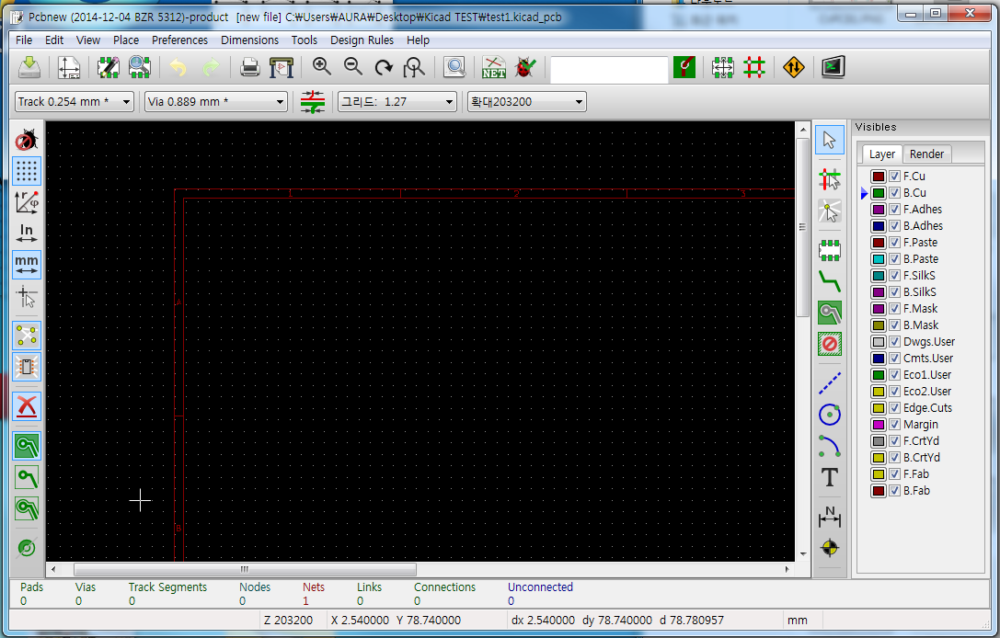 Pcbnew (2014-12-04 BZR 5312)-product [new file] C:₩Users₩AURA₩Desktop₩Kicad TEST₩test1.kicad_pcb
File Edit View Place Preferences Dimensions Tools Design Rules Help
NET
Track 0.254 mm * Via 0.889 mm * 그리드: 1.27 확대203200
Visibles
Layer Render
F.Cu
B.Cu
F.Adhes
B.Adhes
F.Paste
B.Paste
F.SilkS
B.SilkS
F.Mask
B.Mask
Dwgs.User
Cmts.User
Eco1.User
Eco2.User
Edge.Cuts
Margin
F.CrtYd
B.CrtYd
F.Fab
B.Fab
In
mm
1 2 3
A
B
T
N
Pads Vias Track Segments Nodes Nets Links Connections Unconnected
0 0 0 0 1 0 0 0
Z 203200 X 2.540000 Y 78.740000 dx 2.540000 dy 78.740000 d 78.780957 mm